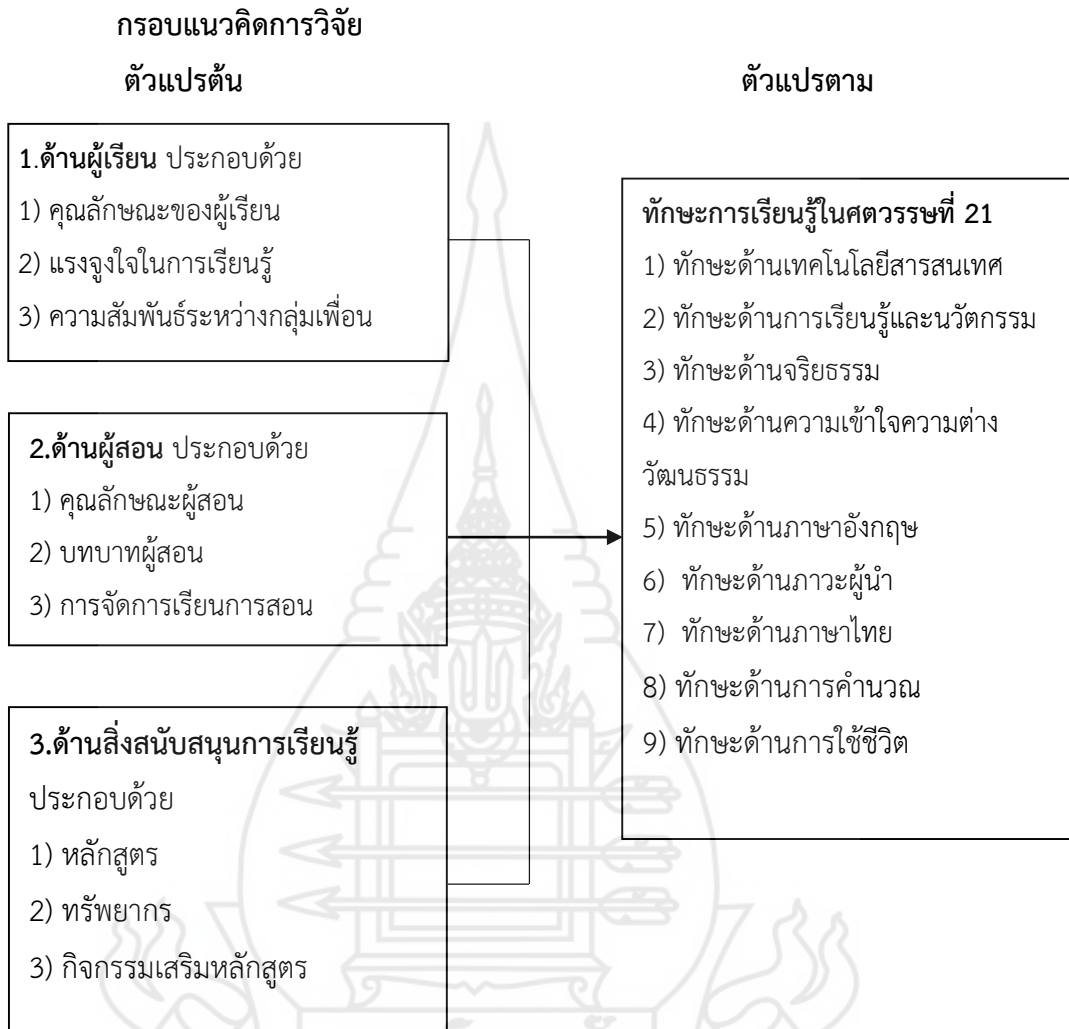 กรอบแนวคิดการวิจัย
ตัวแปรต้น
ตัวแปรตาม
1.ด้านผู้เรียน ประกอบด้วย
1) คุณลักษณะของผู้เรียน
2) แรงจูงใจในการเรียนรู้
3) ความสัมพันธ์ระหว่างกลุ่มเพื่อน
2.ด้านผู้สอน ประกอบด้วย
1) คุณลักษณะผู้สอน
2) บทบาทผู้สอน
3) การจัดการเรียนการสอน
3.ด้านสิ่งสนับสนุนการเรียนรู้
ประกอบด้วย
1) หลักสูตร
2) ทรัพยากร
3) กิจกรรมเสริมหลักสูตร
ทักษะการเรียนรู้ในศตวรรษที่ 21
1) ทักษะด้านเทคโนโลยีสารสนเทศ
2) ทักษะด้านการเรียนรู้และนวัตกรรม
3) ทักษะด้านจริยธรรม
4) ทักษะด้านความเข้าใจความต่าง
วัฒนธรรม
5) ทักษะด้านภาษาอังกฤษ
6) ทักษะด้านภาวะผู้นำ
7) ทักษะด้านภาษาไทย
8) ทักษะด้านการคำนวณ
9) ทักษะด้านการใช้ชีวิต